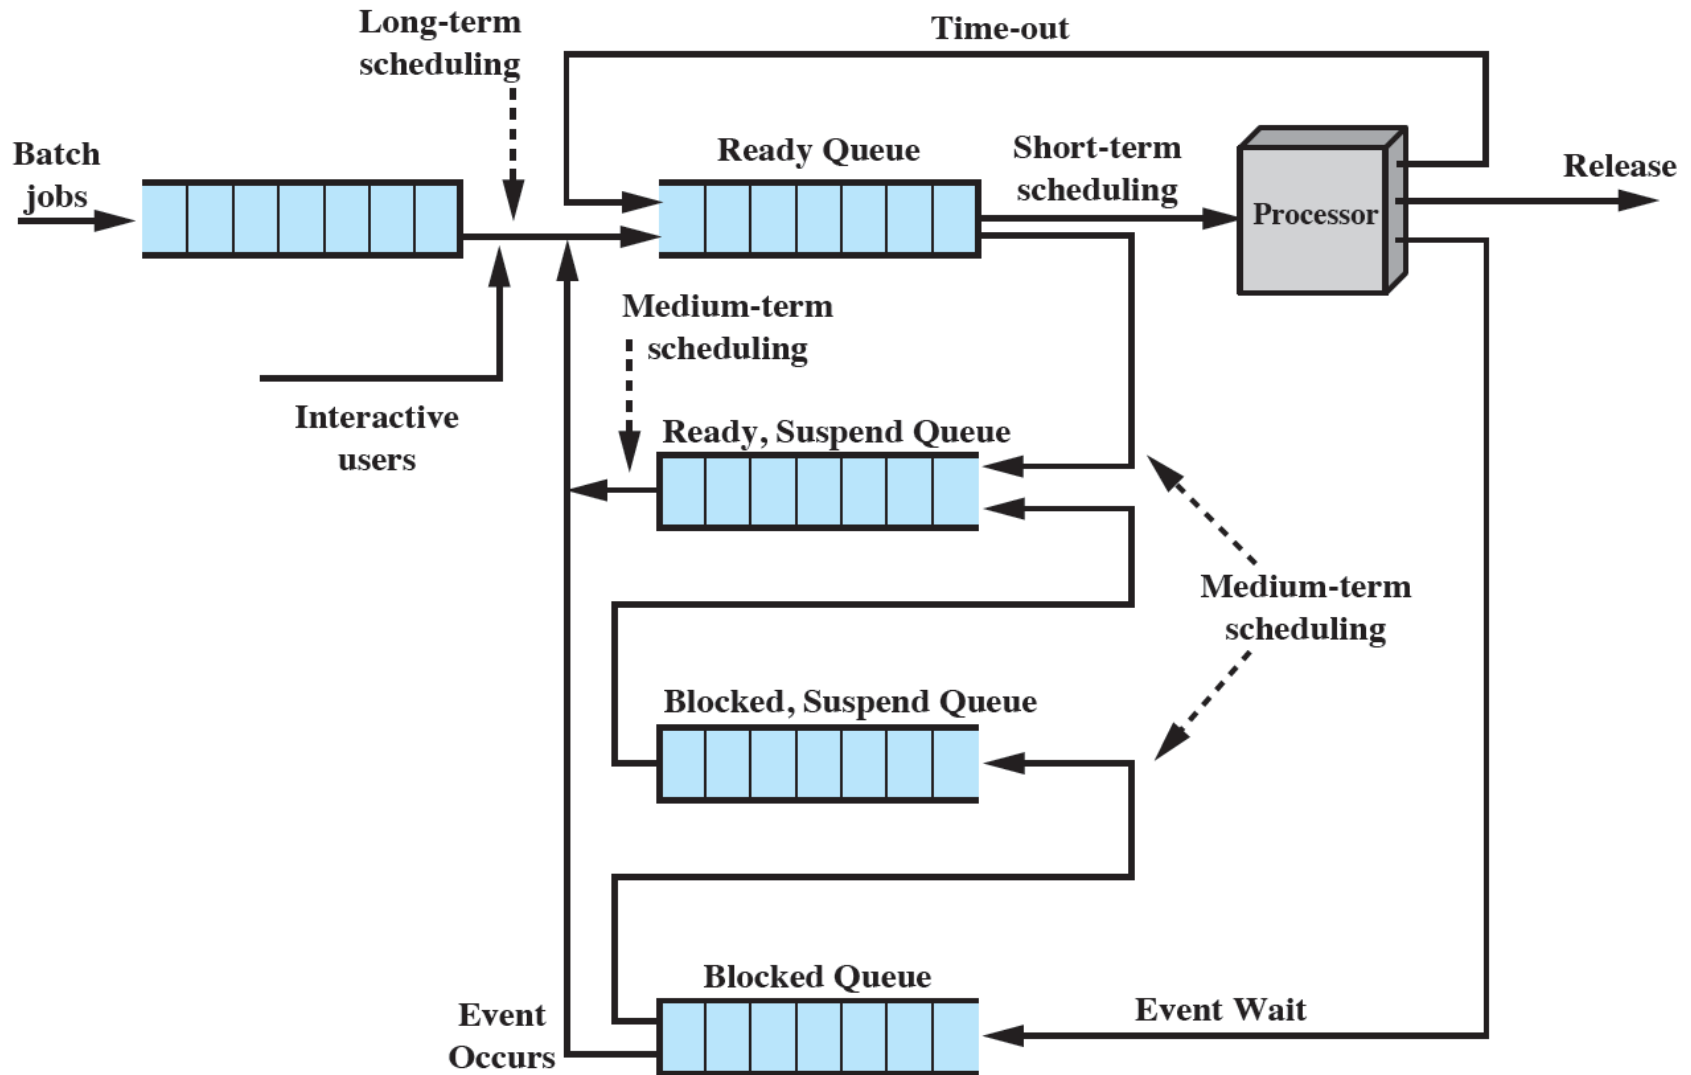 Long-term
scheduling
Time-out
Batch
jobs
Ready Queue
Short-term
scheduling
Processor
Release
Medium-term
scheduling
Interactive
users
Ready, Suspend Queue
Medium-term
scheduling
Blocked, Suspend Queue
Blocked Queue
Event Wait
Event
Occurs